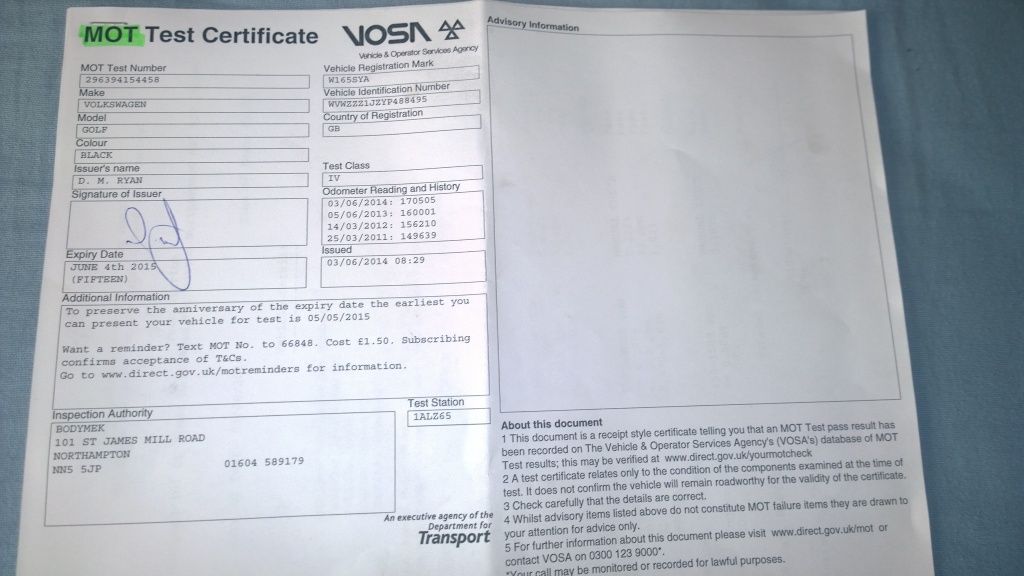 MOT Test Certificate
VOSA
Vehicle & Operator Services Agency
MOT Test Number
296394154458
Make
VOLKSWAGEN
Model
GOLF
Colour
BLACK
Issuer's name
D. M. RYAN
Signature of Issuer
Expiry Date
JUNE 4th 2015
(FIFTEEN)
Vehicle Registration Mark
W165SYA
Vehicle Identification Number
WVWZZZ1JZYP488495
Country of Registration
GB
Test Class
IV
Odometer Reading and History
03/06/2014: 170505
05/06/2013: 160001
14/03/2012: 156210
25/03/2011: 149639
Issued
03/06/2014 08:29
Additional Information
To preserve the anniversary of the expiry date the earliest you
can present your vehicle for test is 05/05/2015
Want a reminder? Text MOT No. to 66848. Cost £1.50. Subscribing
confirms acceptance of T&Cs.
Go to www.direct.gov.uk/motreminders for information.
Inspection Authority
BODYMEK
101 ST JAMES MILL ROAD
NORTHAMPTON
NN5 5JP 01604 589179
Test Station
1ALZ65
An executive agency of the
Department for
Transport
Advisory Information
About this document
1 This document is a receipt style certificate telling you that an MOT Test pass result has
been recorded on The Vehicle & Operator Services Agency's (VOSA's) database of MOT
Test results; this may be verified at www.direct.gov.uk/yourmotcheck
2 A test certificate relates only to the condition of the components examined at the time of
test. It does not confirm the vehicle will remain roadworthy for the validity of the certificate.
3 Check carefully that the details are correct.
4 Whilst advisory items listed above do not constitute MOT failure items they are drawn to
your attention for advice only.
5 For further information about this document please visit www.direct.gov.uk/mot or
contact VOSA on 0300 123 9000*.
*Your call may be monitored or recorded for lawful purposes.